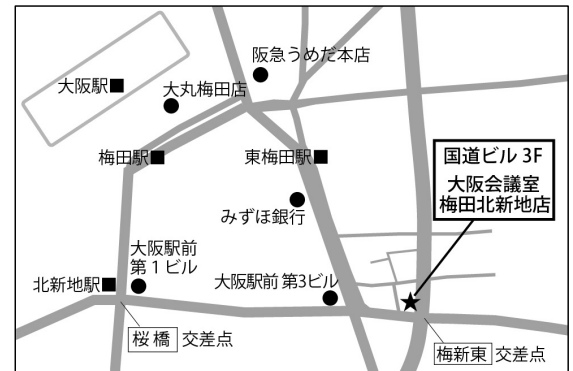 阪急うめだ本店
大阪駅
大丸梅田店
梅田駅
東梅田駅
国道ビル 3F
大阪会議室
梅田北新地店
みずほ銀行
大阪駅前
第1ビル
北新地駅
大阪駅前 第3ビル
桜橋 交差点
梅新東 交差点